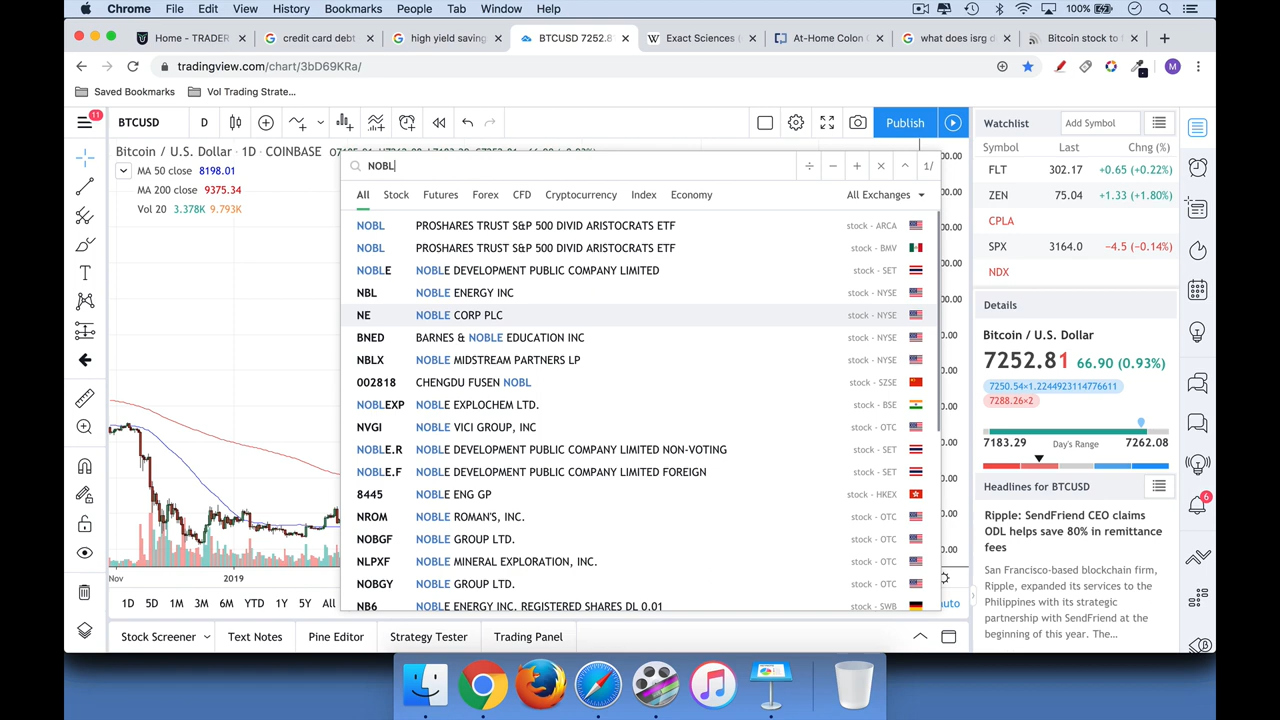 Chrome File Edit View History Bookmarks People Tab Window Help 100%
Home - TRADER credit card debt high yield saving BTCUSD 7252.8 Exact Sciences ( At-Home Colon C what does isrg d Bitcoin stock to f
tradingview.com/chart/3bD69KRa/ M
Saved Bookmarks Vol Trading Strate...
11 BTCUSD D Publish
Bitcoin / U.S. Dollar · 1D · COINBASE
MA 50 close 8198.01
MA 200 close 9375.34
Vol 20 3.378K 9.793K
NOBL ÷ − + × 1/
All Stock Futures Forex CFD Cryptocurrency Index Economy All Exchanges
NOBL PROSHARES TRUST S&P 500 DIVID ARISTOCRATS ETF stock - ARCA
NOBL PROSHARES TRUST S&P 500 DIVID ARISTOCRATS ETF stock - BMV
NOBLE NOBLE DEVELOPMENT PUBLIC COMPANY LIMITED stock - SET
NBL NOBLE ENERGY INC stock - NYSE
NE NOBLE CORP PLC stock - NYSE
BNED BARNES & NOBLE EDUCATION INC stock - NYSE
NBLX NOBLE MIDSTREAM PARTNERS LP stock - NYSE
002818 CHENGDU FUSEN NOBL stock - SZSE
NOBLEXP NOBLE EXPLOCHEM LTD. stock - BSE
NVGI NOBLE VICI GROUP, INC stock - OTC
NOBLE.R NOBLE DEVELOPMENT PUBLIC COMPANY LIMITED NON-VOTING stock - SET
NOBLE.F NOBLE DEVELOPMENT PUBLIC COMPANY LIMITED FOREIGN stock - SET
8445 NOBLE ENG GP stock - HKEX
NROM NOBLE ROMAN'S, INC. stock - OTC
NOBGF NOBLE GROUP LTD. stock - OTC
NLPXF NOBLE MINERAL EXPLORATION, INC. stock - OTC
NOBGY NOBLE GROUP LTD. stock - OTC
NB6 NOBLE ENERGY INC. REGISTERED SHARES DL 0.01 stock - SWB
Nov 2019
1D 5D 1M 3M 6M YTD 1Y 5Y All auto
Stock Screener Text Notes Pine Editor Strategy Tester Trading Panel
Watchlist Add Symbol
Symbol Last Chg (%)
FLT 302.17 +0.65 (+0.22%)
ZEN 75.04 +1.33 (+1.80%)
CPLA
SPX 3164.0 −4.5 (−0.14%)
NDX
Details
Bitcoin / U.S. Dollar
7252.81 66.90 (0.93%)
7250.54×1.2244923114776611
7288.26×2
7183.29 Day's Range 7262.08
Headlines for BTCUSD
6
Ripple: SendFriend CEO claims
ODL helps save 80% in remittance
fees
San Francisco-based blockchain firm,
Ripple, expanded its services to the
Philippines with its strategic
partnership with SendFriend at the
beginning of this year. The...